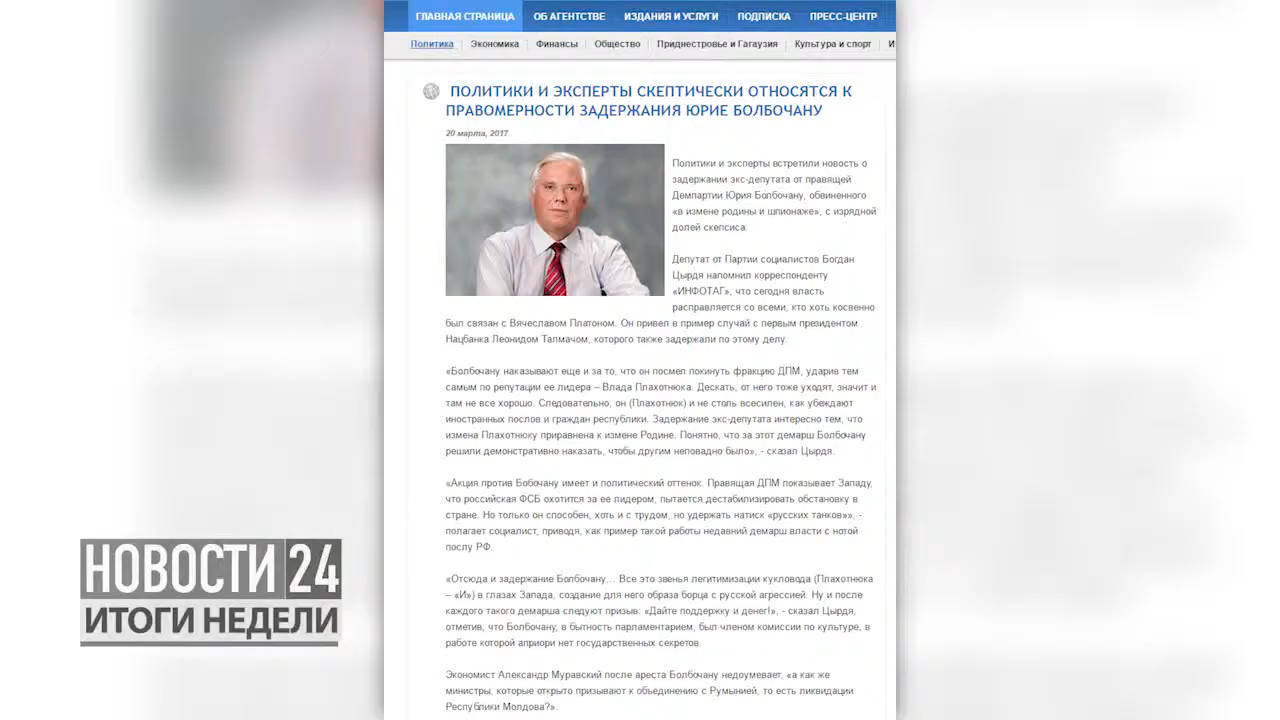 ГЛАВНАЯ СТРАНИЦА ОБ АГЕНТСТВЕ ИЗДАНИЯ И УСЛУГИ ПОДПИСКА ПРЕСС-ЦЕНТР
Политика Экономика Финансы Общество Приднестровье и Гагаузия Культура и спорт И
ПОЛИТИКИ И ЭКСПЕРТЫ СКЕПТИЧЕСКИ ОТНОСЯТСЯ К
ПРАВОМЕРНОСТИ ЗАДЕРЖАНИЯ ЮРИЕ БОЛБОЧАНУ
20 марта, 2017
Политики и эксперты встретили новость о
задержании экс-депутата от правящей
Демпартии Юрия Болбочану, обвиненного
«в измене родины и шпионаже», с изрядной
долей скепсиса.
Депутат от Партии социалистов Богдан
Цырдя напомнил корреспонденту
«ИНФОТАГ», что сегодня власть
расправляется со всеми, кто хоть косвенно
был связан с Вячеславом Платоном. Он привел в пример случай с первым президентом
Нацбанка Леонидом Талмачом, которого также задержали по этому делу.
«Болбочану наказывают еще и за то, что он посмел покинуть фракцию ДПМ, ударив тем
самым по репутации ее лидера – Влада Плахотнюка. Дескать, от него тоже уходят, значит и
там не все хорошо. Следовательно, он (Плахотнюк) и не столь всесилен, как убеждают
иностранных послов и граждан республики. Задержание экс-депутата интересно тем, что
измена Плахотнюку приравнена к измене Родине. Понятно, что за этот демарш Болбочану
решили демонстративно наказать, чтобы другим неповадно было», - сказал Цырдя.
«Акция против Бобочану имеет и политический оттенок. Правящая ДПМ показывает Западу,
что российская ФСБ охотится за ее лидером, пытается дестабилизировать обстановку в
стране. Но только он способен, хоть и с трудом, но удержать натиск «русских танков»», -
полагает социалист, приводя, как пример такой работы недавний демарш власти с нотой
послу РФ.
«Отсюда и задержание Болбочану… Все это звенья легитимизации кукловода (Плахотнюка
– «И») в глазах Запада, создание для него образа борца с русской агрессией. Ну и после
каждого такого демарша следуют призыв: «Дайте поддержку и денег!», - сказал Цырдя,
отметив, что Болбочану, в бытность парламентарием, был членом комиссии по культуре, в
работе которой априори нет государственных секретов.
Экономист Александр Муравский после ареста Болбочану недоумевает, «а как же
министры, которые открыто призывают к объединению с Румынией, то есть ликвидации
Республики Молдова?».
НОВОСТИ 24
ИТОГИ НЕДЕЛИ